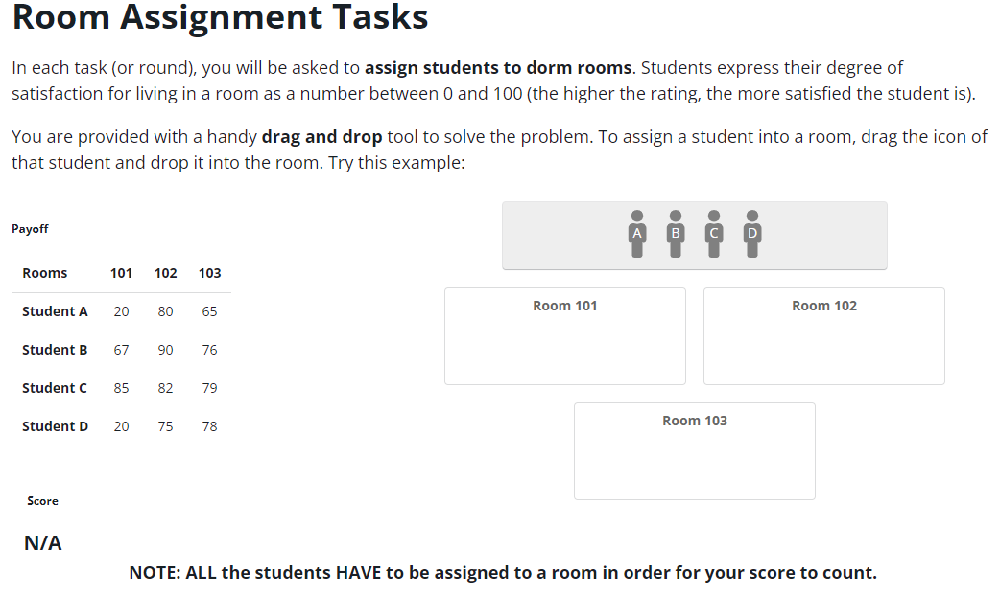 Room Assignment Tasks
In each task (or round), you will be asked to assign students to dorm rooms. Students express their degree of
satisfaction for living in a room as a number between 0 and 100 (the higher the rating, the more satisfied the student is).
You are provided with a handy drag and drop tool to solve the problem. To assign a student into a room, drag the icon of
that student and drop it into the room. Try this example:
Payoff
Rooms 101 102 103
Student A 20 80 65
Student B 67 90 76
Student C 85 82 79
Student D 20 75 78
Score
N/A
A B C D
Room 101 Room 102
Room 103
NOTE: ALL the students HAVE to be assigned to a room in order for your score to count.